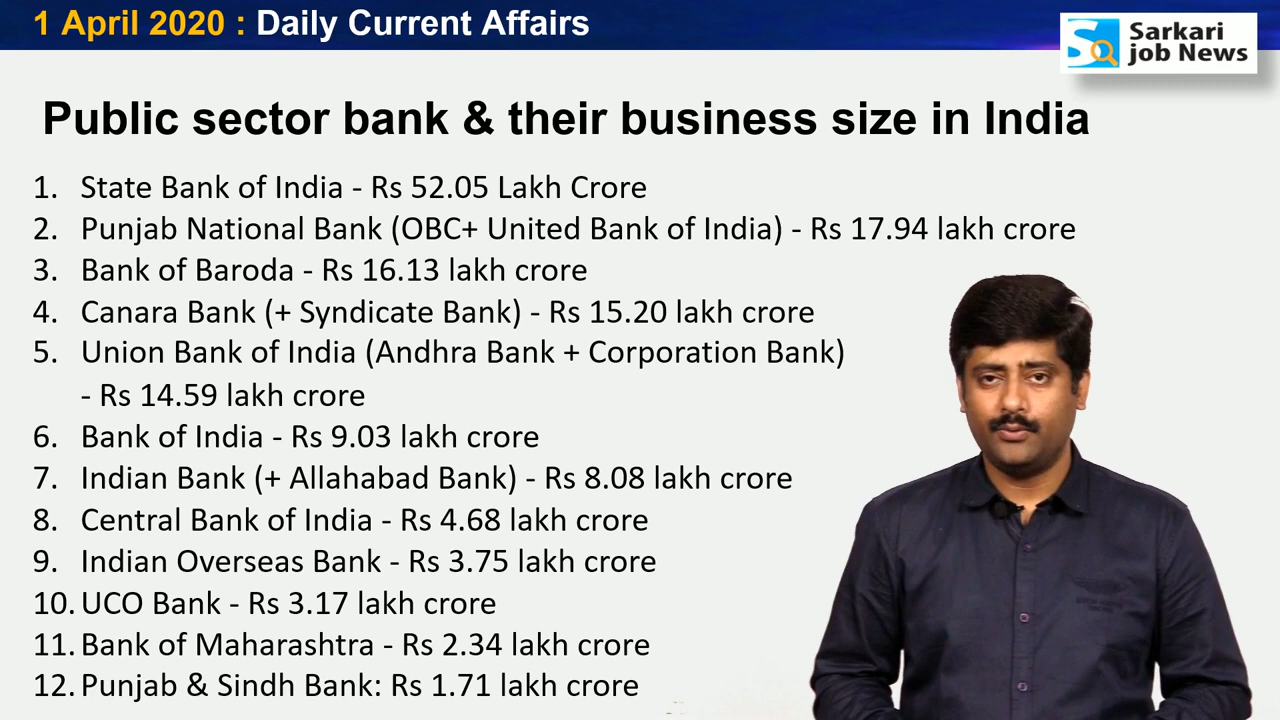 1 April 2020 : Daily Current Affairs
Sarkari
job News
Public sector bank & their business size in India
1. State Bank of India - Rs 52.05 Lakh Crore
2. Punjab National Bank (OBC+ United Bank of India) - Rs 17.94 lakh crore
3. Bank of Baroda - Rs 16.13 lakh crore
4. Canara Bank (+ Syndicate Bank) - Rs 15.20 lakh crore
5. Union Bank of India (Andhra Bank + Corporation Bank)
- Rs 14.59 lakh crore
6. Bank of India - Rs 9.03 lakh crore
7. Indian Bank (+ Allahabad Bank) - Rs 8.08 lakh crore
8. Central Bank of India - Rs 4.68 lakh crore
9. Indian Overseas Bank - Rs 3.75 lakh crore
10. UCO Bank - Rs 3.17 lakh crore
11. Bank of Maharashtra - Rs 2.34 lakh crore
12. Punjab & Sindh Bank: Rs 1.71 lakh crore